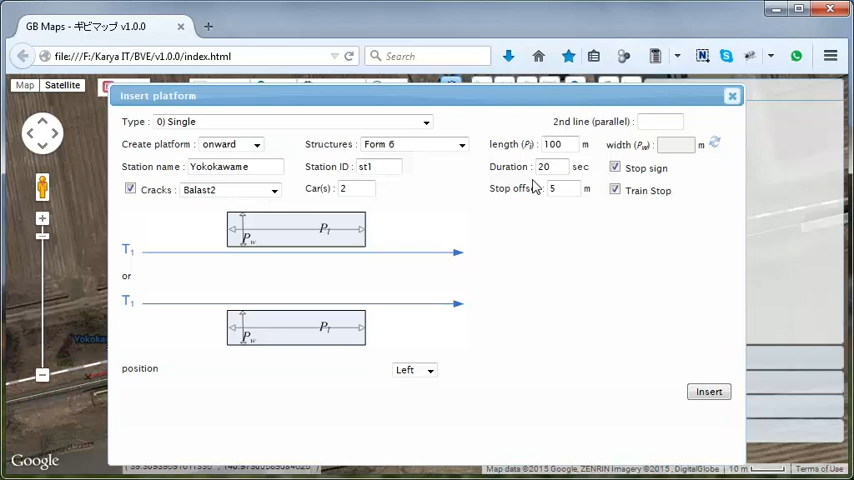 GB Maps - ギビマップ v1.0.0
file:///F:/Karya IT/BVE/v1.0.0/index.html
Search
Map
Satellite
Insert platform
Type : 0) Single
2nd line (parallel) :
Create platform : onward
Structures : Form 6
length (Pl) : 100 m
width (Pw) : m
Station name : Yokokawame
Station ID : st1
Duration : 20 sec
Stop sign
Cracks : Balast2
Car(s) : 2
Stop offset : 5 m
Train Stop
Pl
Pw
T1
or
T1
Pw
Pl
position
Left
Insert
Google
Map data ©2015 Google, ZENRIN Imagery ©2015 , DigitalGlobe
10 m
Terms of Use